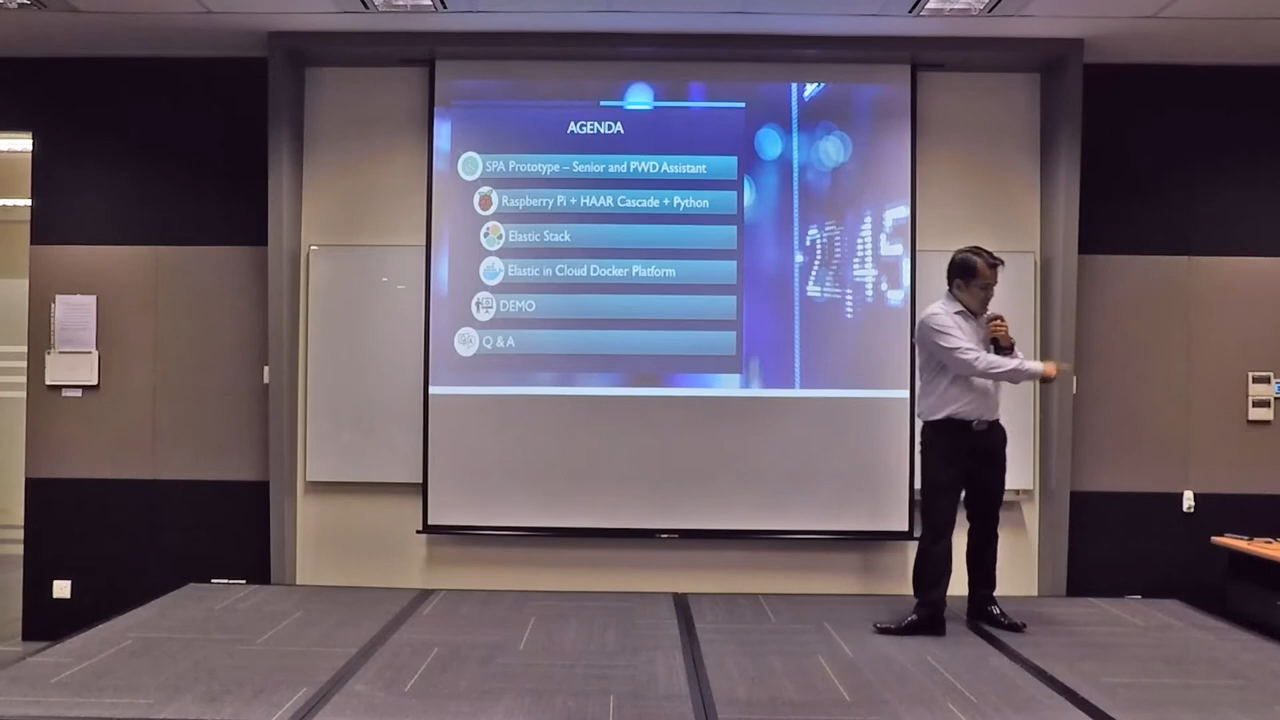 AGENDA
SPA Prototype – Senior and PWD Assistant
Raspberry Pi + HAAR Cascade + Python
Elastic Stack
Elastic in Cloud Docker Platform
DEMO
Q & A